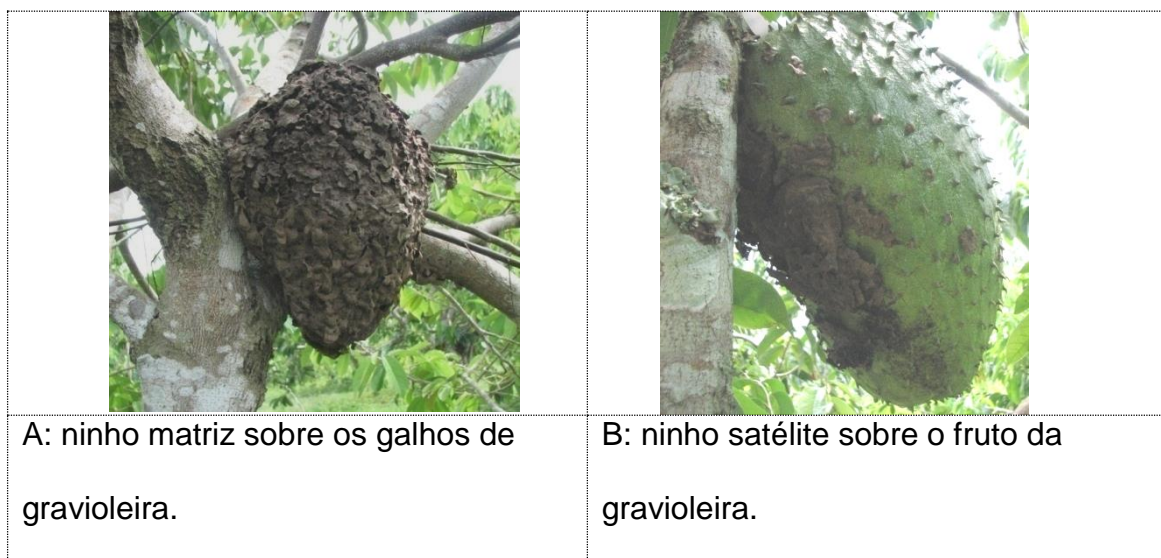 A: ninho matriz sobre os galhos de
gravioleira.
B: ninho satélite sobre o fruto da
gravioleira.